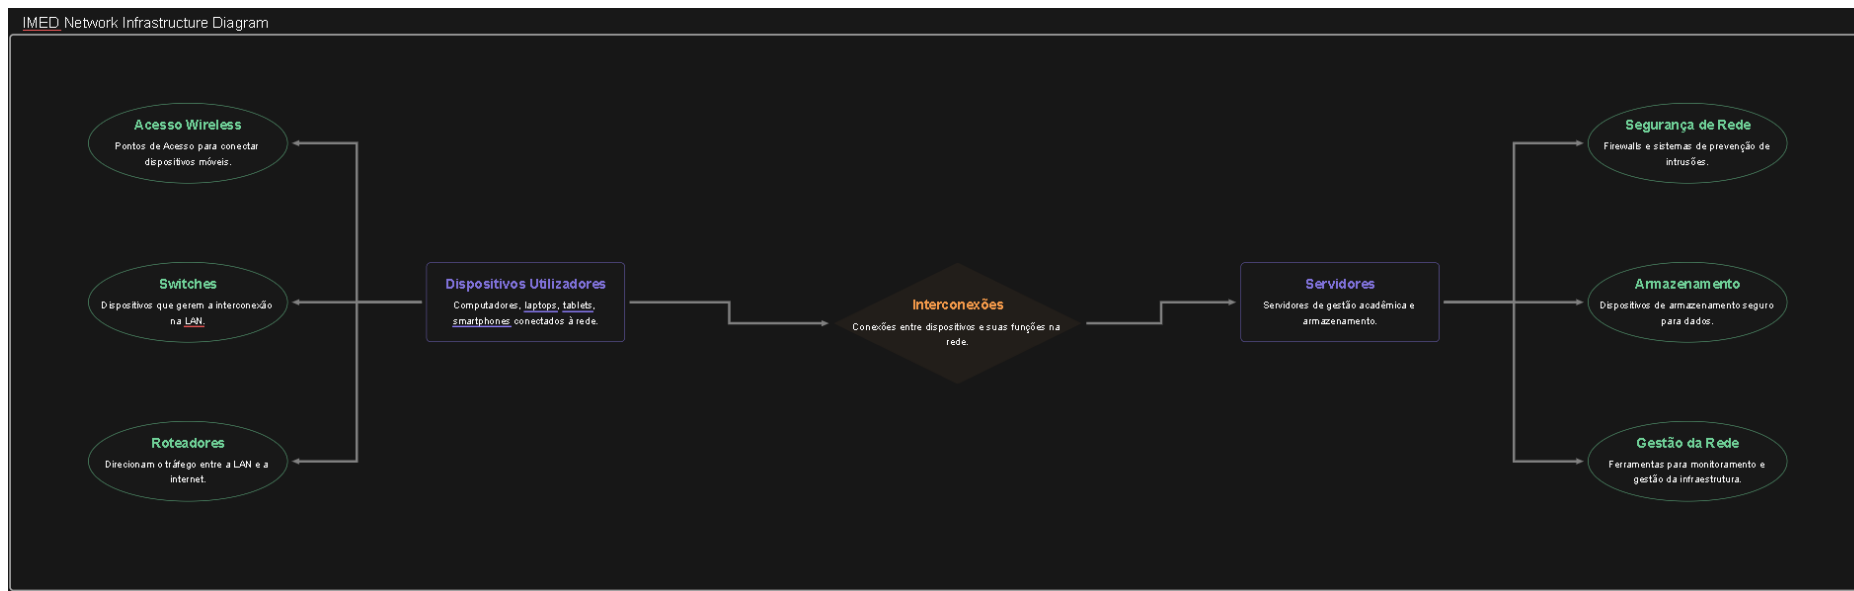 IMED Network Infrastructure Diagram
Acesso Wireless
Pontos de Acesso para conectar
dispositivos móveis.
Switches
Dispositivos que gerem a interconexão
na LAN.
Roteadores
Direcionam o tráfego entre a LAN e a
internet.
Dispositivos Utilizadores
Computadores, laptops, tablets,
smartphones conectados à rede.
Interconexões
Conexões entre dispositivos e suas funções na
rede.
Servidores
Servidores de gestão acadêmica e
armazenamento.
Segurança de Rede
Firewalls e sistemas de prevenção de
intrusões.
Armazenamento
Dispositivos de armazenamento seguro
para dados.
Gestão da Rede
Ferramentas para monitoramento e
gestão da infraestrutura.